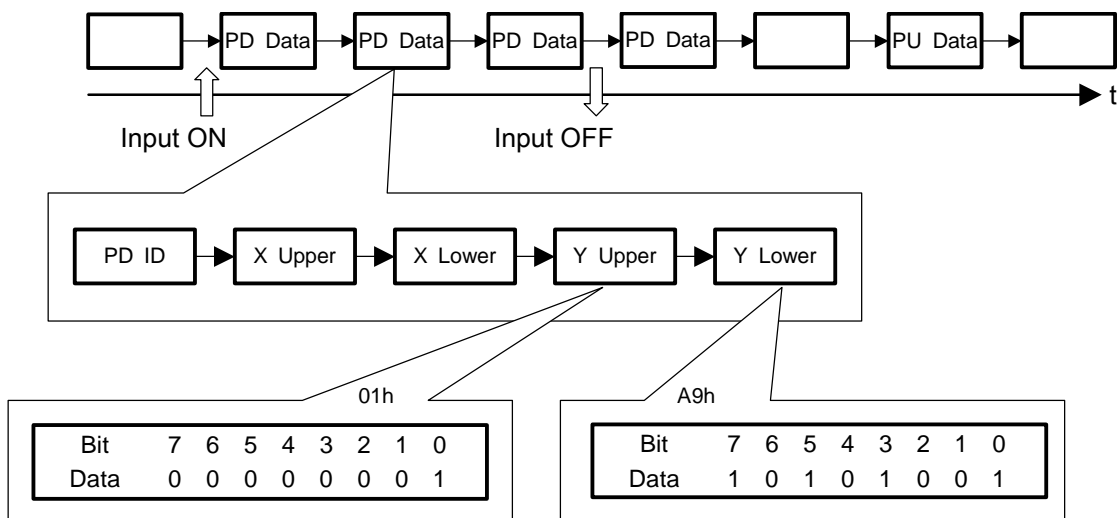 PD Data PD Data PD Data PD Data PU Data
t
Input ON Input OFF
PD ID X Upper X Lower Y Upper Y Lower
01h A9h
Bit 7 6 5 4 3 2 1 0
Data 0 0 0 0 0 0 0 1
Bit 7 6 5 4 3 2 1 0
Data 1 0 1 0 1 0 0 1